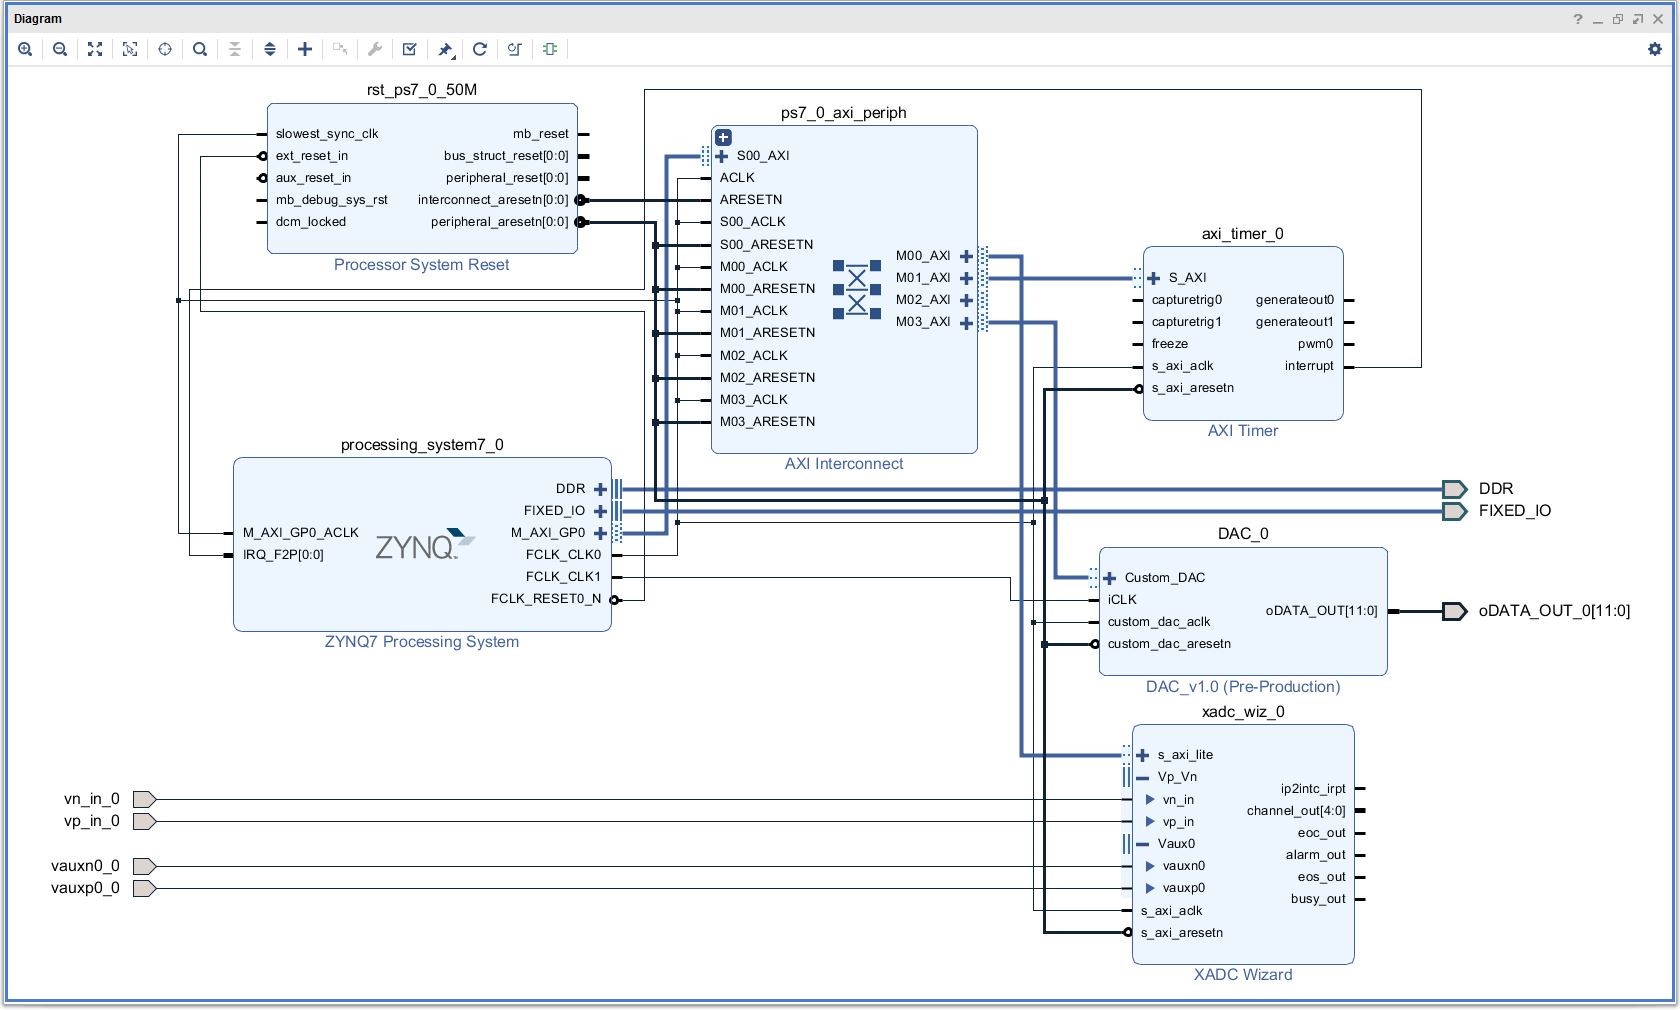 Diagram
rst_ps7_0_50M
slowest_sync_clk
ext_reset_in
aux_reset_in
mb_debug_sys_rst
dcm_locked
mb_reset
bus_struct_reset[0:0]
peripheral_reset[0:0]
interconnect_aresetn[0:0]
peripheral_aresetn[0:0]
Processor System Reset
ps7_0_axi_periph
S00_AXI
ACLK
ARESETN
S00_ACLK
S00_ARESETN
M00_ACLK
M00_ARESETN
M01_ACLK
M01_ARESETN
M02_ACLK
M02_ARESETN
M03_ACLK
M03_ARESETN
M00_AXI
M01_AXI
M02_AXI
M03_AXI
AXI Interconnect
axi_timer_0
S_AXI
capturetrig0
capturetrig1
freeze
s_axi_aclk
s_axi_aresetn
generateout0
generateout1
pwm0
interrupt
AXI Timer
processing_system7_0
M_AXI_GP0_ACLK
IRQ_F2P[0:0]
ZYNQ
DDR
FIXED_IO
M_AXI_GP0
FCLK_CLK0
FCLK_CLK1
FCLK_RESET0_N
ZYNQ7 Processing System
DDR
FIXED_IO
DAC_0
Custom_DAC
iCLK
custom_dac_aclk
custom_dac_aresetn
oDATA_OUT[11:0]
oDATA_OUT_0[11:0]
DAC_v1.0 (Pre-Production)
xadc_wiz_0
s_axi_lite
Vp_Vn
vn_in
vp_in
Vaux0
vauxn0
vauxp0
s_axi_aclk
s_axi_aresetn
ip2intc_irpt
channel_out[4:0]
eoc_out
alarm_out
eos_out
busy_out
XADC Wizard
vn_in_0
vp_in_0
vauxn0_0
vauxp0_0